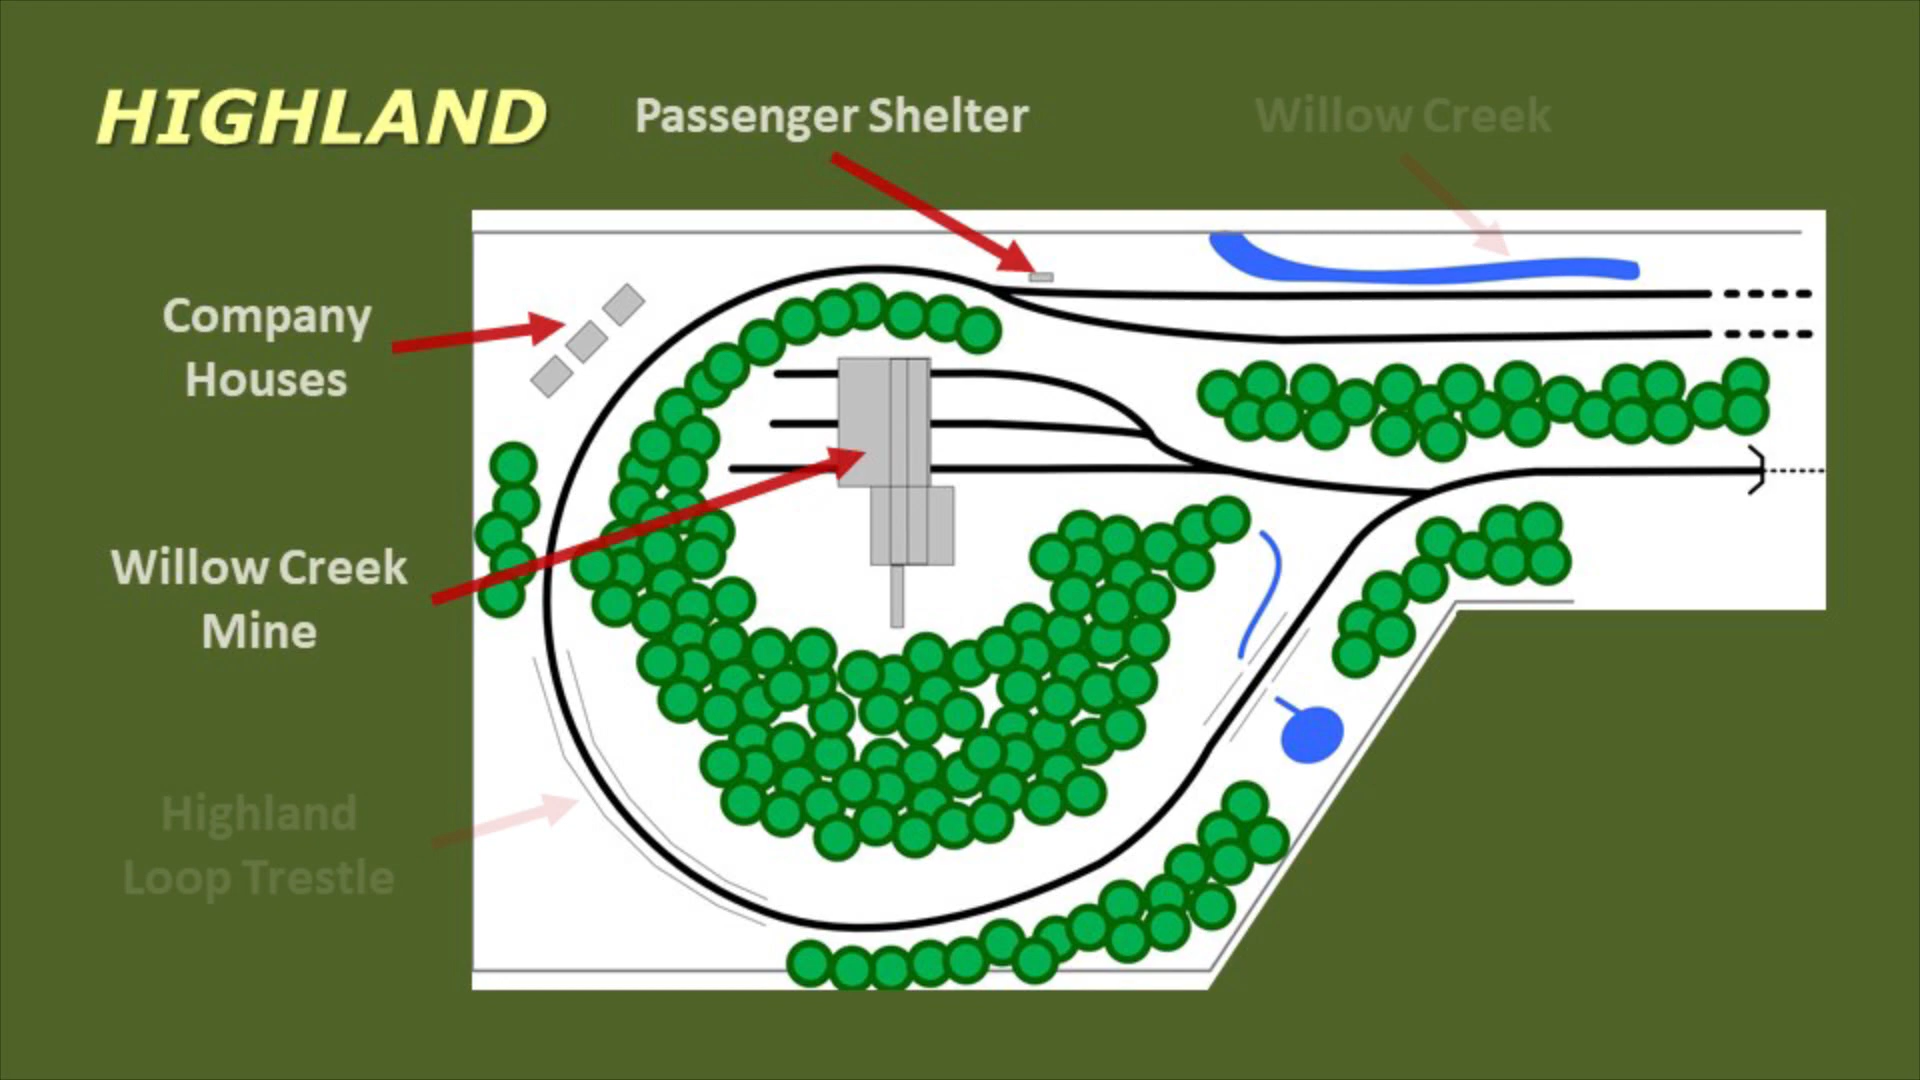 HIGHLAND
Passenger Shelter
Willow Creek
Company
Houses
Willow Creek
Mine
Highland
Loop Trestle